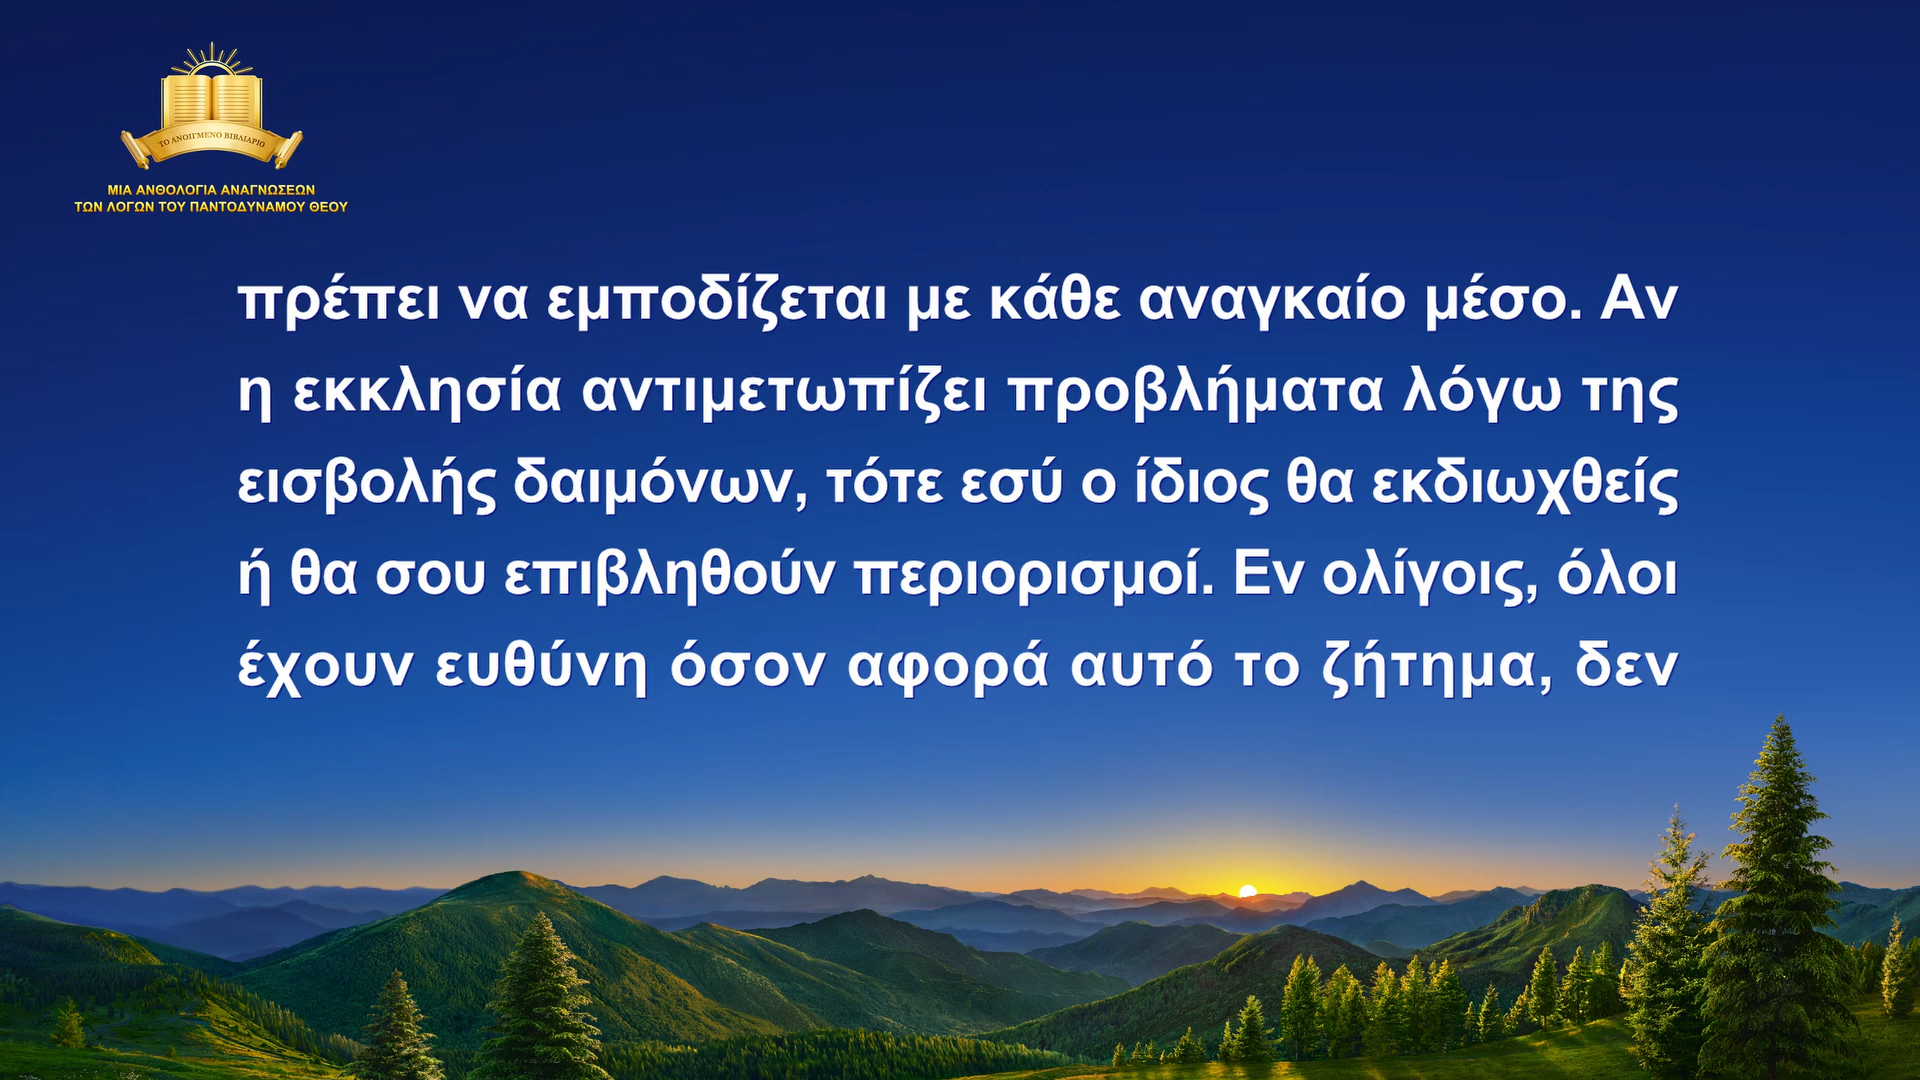 ΤΟ ΑΝΟΙΓΜΕΝΟ ΒΙΒΛΙΑΡΙΟ
ΜΙΑ ΑΝΘΟΛΟΓΙΑ ΑΝΑΓΝΩΣΕΩΝ
ΤΩΝ ΛΟΓΩΝ ΤΟΥ ΠΑΝΤΟΔΥΝΑΜΟΥ ΘΕΟΥ
πρέπει να εμποδίζεται με κάθε αναγκαίο μέσο. Αν
η εκκλησία αντιμετωπίζει προβλήματα λόγω της
εισβολής δαιμόνων, τότε εσύ ο ίδιος θα εκδιωχθείς
ή θα σου επιβληθούν περιορισμοί. Εν ολίγοις, όλοι
έχουν ευθύνη όσον αφορά αυτό το ζήτημα, δεν